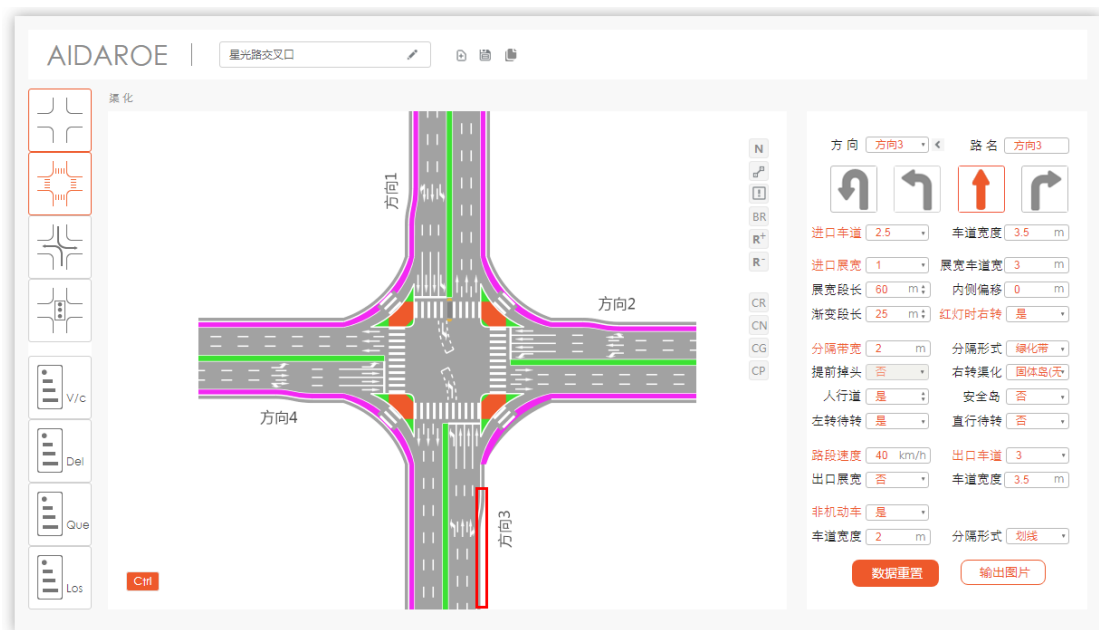 AIDAROE
星光路交叉口
渠化
方向1
方向2
方向3
方向4
N
BR
R+
R-
CR
CN
CG
CP
V/c
Del
Que
Los
Ctrl
方向 方向3 路名 方向3
进口车道 2.5 车道宽度 3.5 m
进口展宽 1 展宽车道宽 3 m
展宽段长 60 m 内侧偏移 0 m
渐变段长 25 m 红灯时右转 是
分隔带宽 2 m 分隔形式 绿化带
提前掉头 否 右转渠化 固体岛(无
人行道 是 安全岛 否
左转待转 是 直行待转 否
路段速度 40 km/h 出口车道 3
出口展宽 否 车道宽度 3.5 m
非机动车 是
车道宽度 2 m 分隔形式 划线
数据重置 输出图片